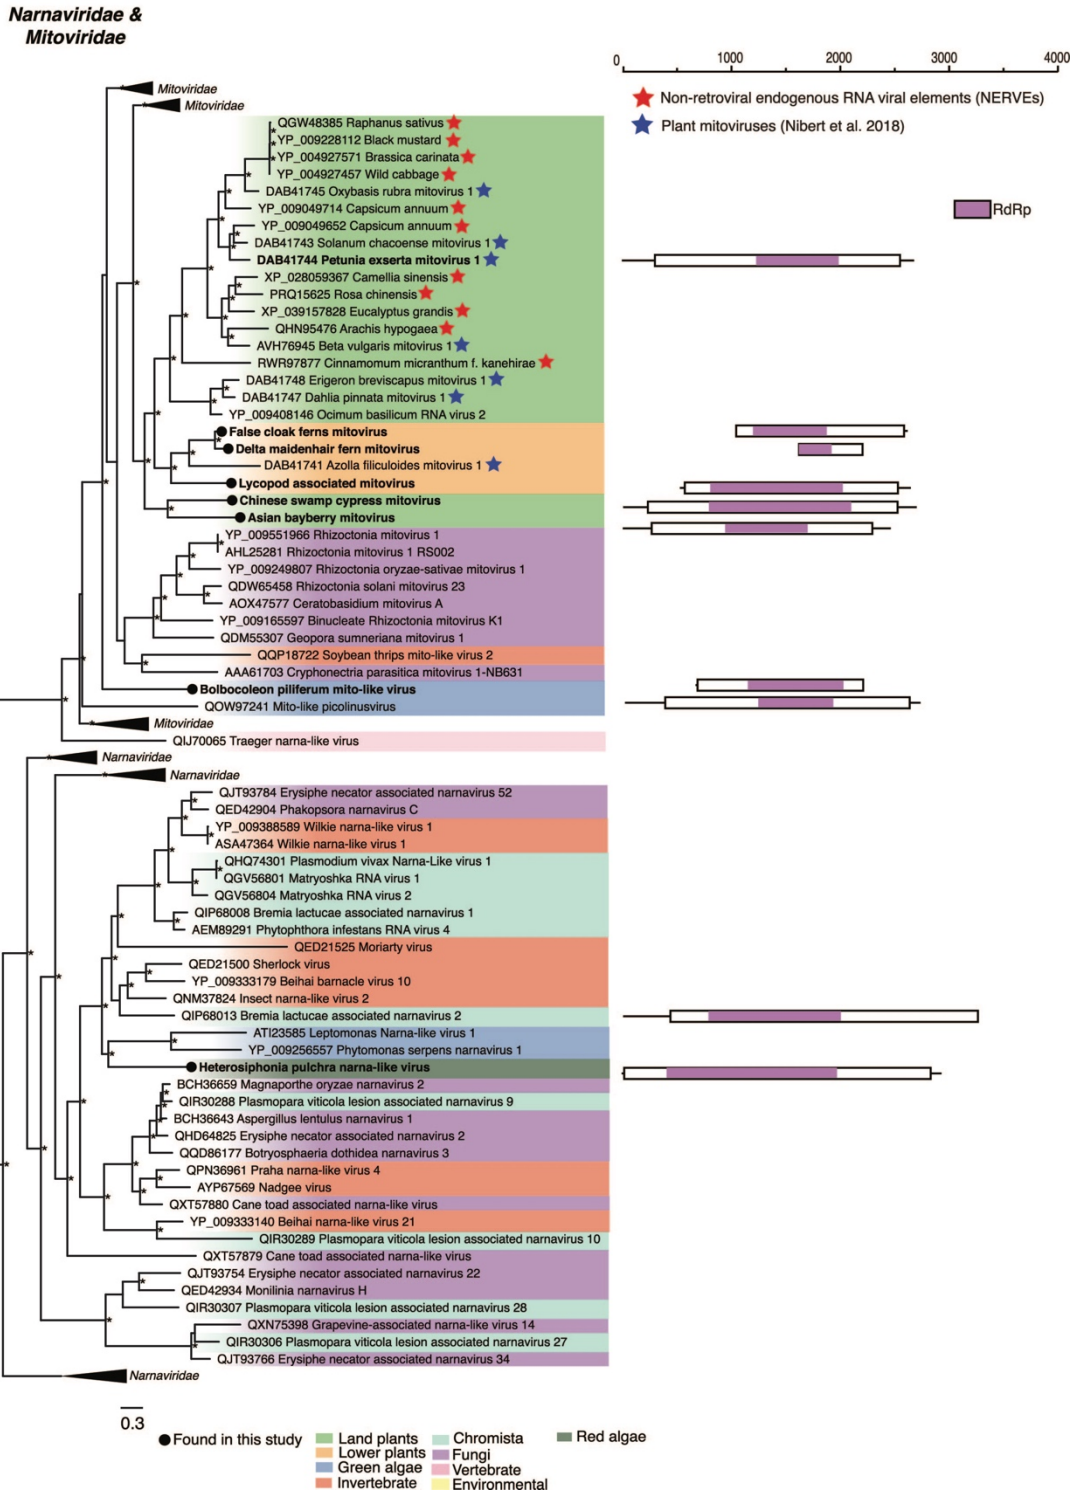 Narnaviridae &
Mitoviridae
0 1000 2000 3000 4000
Mitoviridae
Mitoviridae
Non-retroviral endogenous RNA viral elements (NERVEs)
Plant mitoviruses (Nibert et al. 2018)
RdRp
QGW48385 Raphanus sativus
YP_009228112 Black mustard
YP_004927571 Brassica carinata
YP_004927457 Wild cabbage
DAB41745 Oxybasis rubra mitovirus 1
YP_009049714 Capsicum annuum
YP_009049652 Capsicum annuum
DAB41743 Solanum chacoense mitovirus 1
DAB41744 Petunia exserta mitovirus 1
XP_028059367 Camellia sinensis
PRQ15625 Rosa chinensis
XP_039157828 Eucalyptus grandis
QHN95476 Arachis hypogaea
AVH76945 Beta vulgaris mitovirus 1
RWR97877 Cinnamomum micranthum f. kanehirae
DAB41748 Erigeron breviscapus mitovirus 1
DAB41747 Dahlia pinnata mitovirus 1
YP_009408146 Ocimum basilicum RNA virus 2
False cloak ferns mitovirus
Delta maidenhair fern mitovirus
DAB41741 Azolla filiculoides mitovirus 1
Lycopod associated mitovirus
Chinese swamp cypress mitovirus
Asian bayberry mitovirus
YP_009551966 Rhizoctonia mitovirus 1
AHL25281 Rhizoctonia mitovirus 1 RS002
YP_009249807 Rhizoctonia oryzae-sativae mitovirus 1
QDW65458 Rhizoctonia solani mitovirus 23
AOX47577 Ceratobasidium mitovirus A
YP_009165597 Binucleate Rhizoctonia mitovirus K1
QDM55307 Geopora sumneriana mitovirus 1
QQP18722 Soybean thrips mito-like virus 2
AAA61703 Cryphonectria parasitica mitovirus 1-NB631
Bolbocoleon piliferum mito-like virus
QOW97241 Mito-like picolinusvirus
Mitoviridae
QIJ70065 Traeger narna-like virus
Narnaviridae
Narnaviridae
QJT93784 Erysiphe necator associated narnavirus 52
QED42904 Phakopsora narnavirus C
YP_009388589 Wilkie narna-like virus 1
ASA47364 Wilkie narna-like virus 1
QHQ74301 Plasmodium vivax Narna-Like virus 1
QGV56801 Matryoshka RNA virus 1
QGV56804 Matryoshka RNA virus 2
QIP68008 Bremia lactucae associated narnavirus 1
AEM89291 Phytophthora infestans RNA virus 4
QED21525 Moriarty virus
QED21500 Sherlock virus
YP_009333179 Beihai barnacle virus 10
QNM37824 Insect narna-like virus 2
QIP68013 Bremia lactucae associated narnavirus 2
ATI23585 Leptomonas Narna-like virus 1
YP_009256557 Phytomonas serpens narnavirus 1
Heterosiphonia pulchra narna-like virus
BCH36659 Magnaporthe oryzae narnavirus 2
QIR30288 Plasmopara viticola lesion associated narnavirus 9
BCH36643 Aspergillus lentulus narnavirus 1
QHD64825 Erysiphe necator associated narnavirus 2
QQD86177 Botryosphaeria dothidea narnavirus 3
QPN36961 Praha narna-like virus 4
AYP67569 Nadgee virus
QXT57880 Cane toad associated narna-like virus
YP_009333140 Beihai narna-like virus 21
QIR30289 Plasmopara viticola lesion associated narnavirus 10
QXT57879 Cane toad associated narna-like virus
QJT93754 Erysiphe necator associated narnavirus 22
QED42934 Monilinia narnavirus H
QIR30307 Plasmopara viticola lesion associated narnavirus 28
QXN75398 Grapevine-associated narna-like virus 14
QIR30306 Plasmopara viticola lesion associated narnavirus 27
QJT93766 Erysiphe necator associated narnavirus 34
Narnaviridae
0.3
Found in this study
Land plants
Lower plants
Green algae
Invertebrate
Chromista
Fungi
Vertebrate
Environmental
Red algae